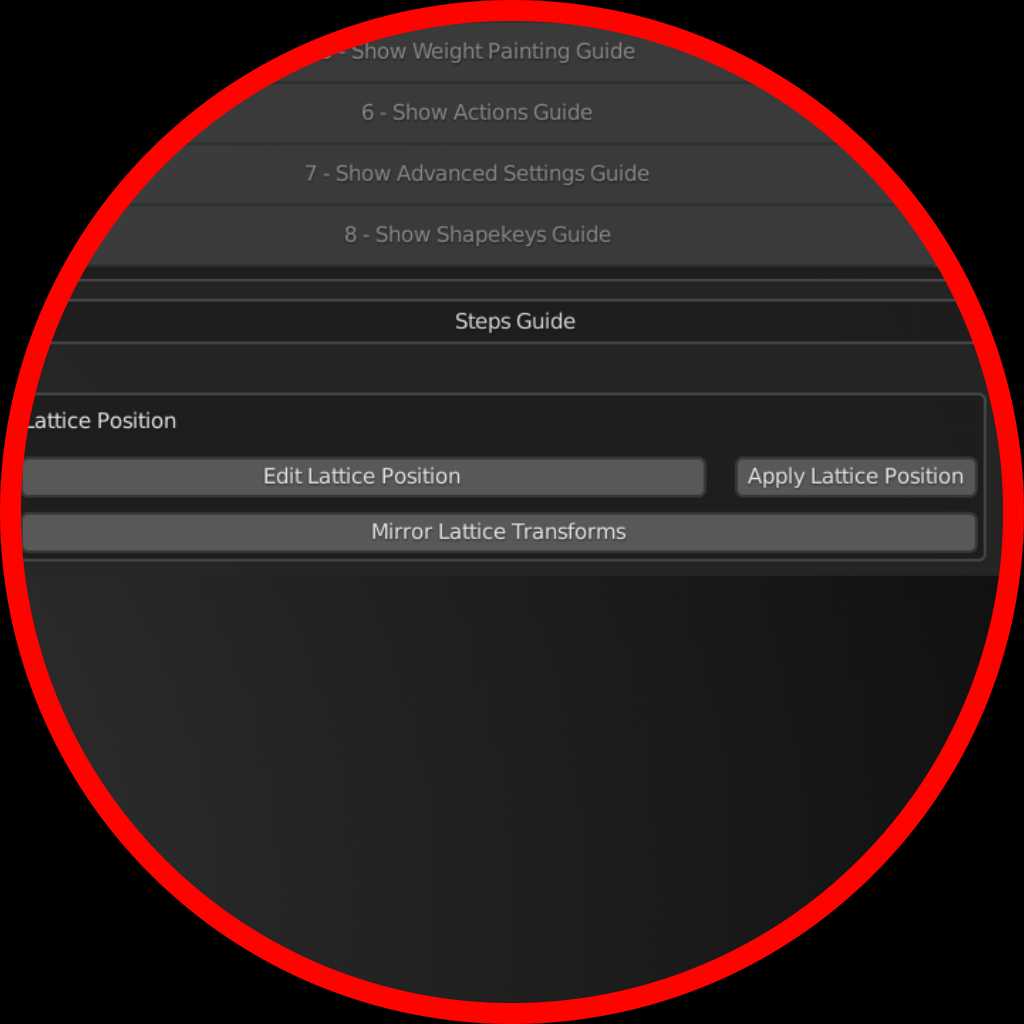 - Show Weight Painting Guide
6 - Show Actions Guide
7 - Show Advanced Settings Guide
8 - Show Shapekeys Guide
Steps Guide
Lattice Position
Edit Lattice Position Apply Lattice Position
Mirror Lattice Transforms